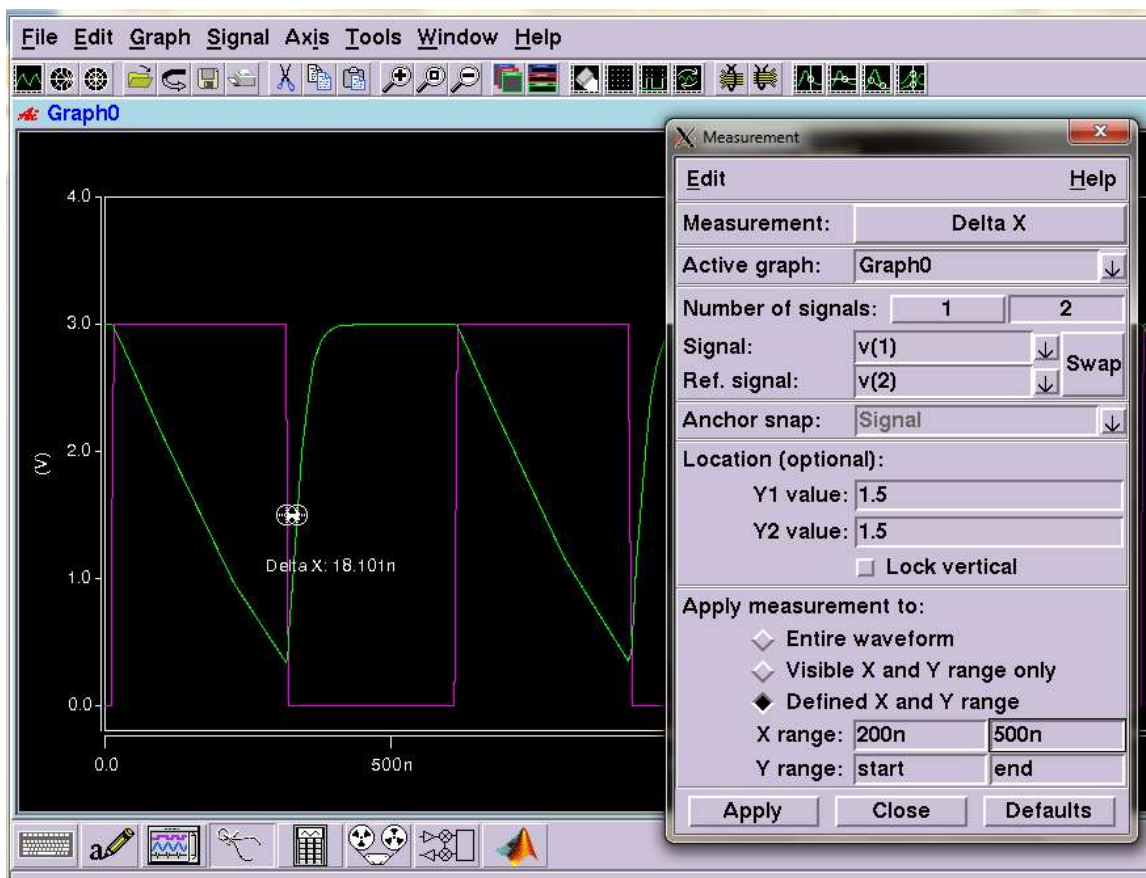 File Edit Graph Signal Axis Tools Window Help
Graph0
4.0
3.0
2.0
1.0
0.0
(V)
Delta X: 18.101n
0.0
500n
Measurement
Edit Help
Measurement: Delta X
Active graph: Graph0
Number of signals: 1 2
Signal: v(1)
Ref. signal: v(2)
Swap
Anchor snap: Signal
Location (optional):
Y1 value: 1.5
Y2 value: 1.5
Lock vertical
Apply measurement to:
Entire waveform
Visible X and Y range only
Defined X and Y range
X range: 200n 500n
Y range: start end
Apply Close Defaults
a